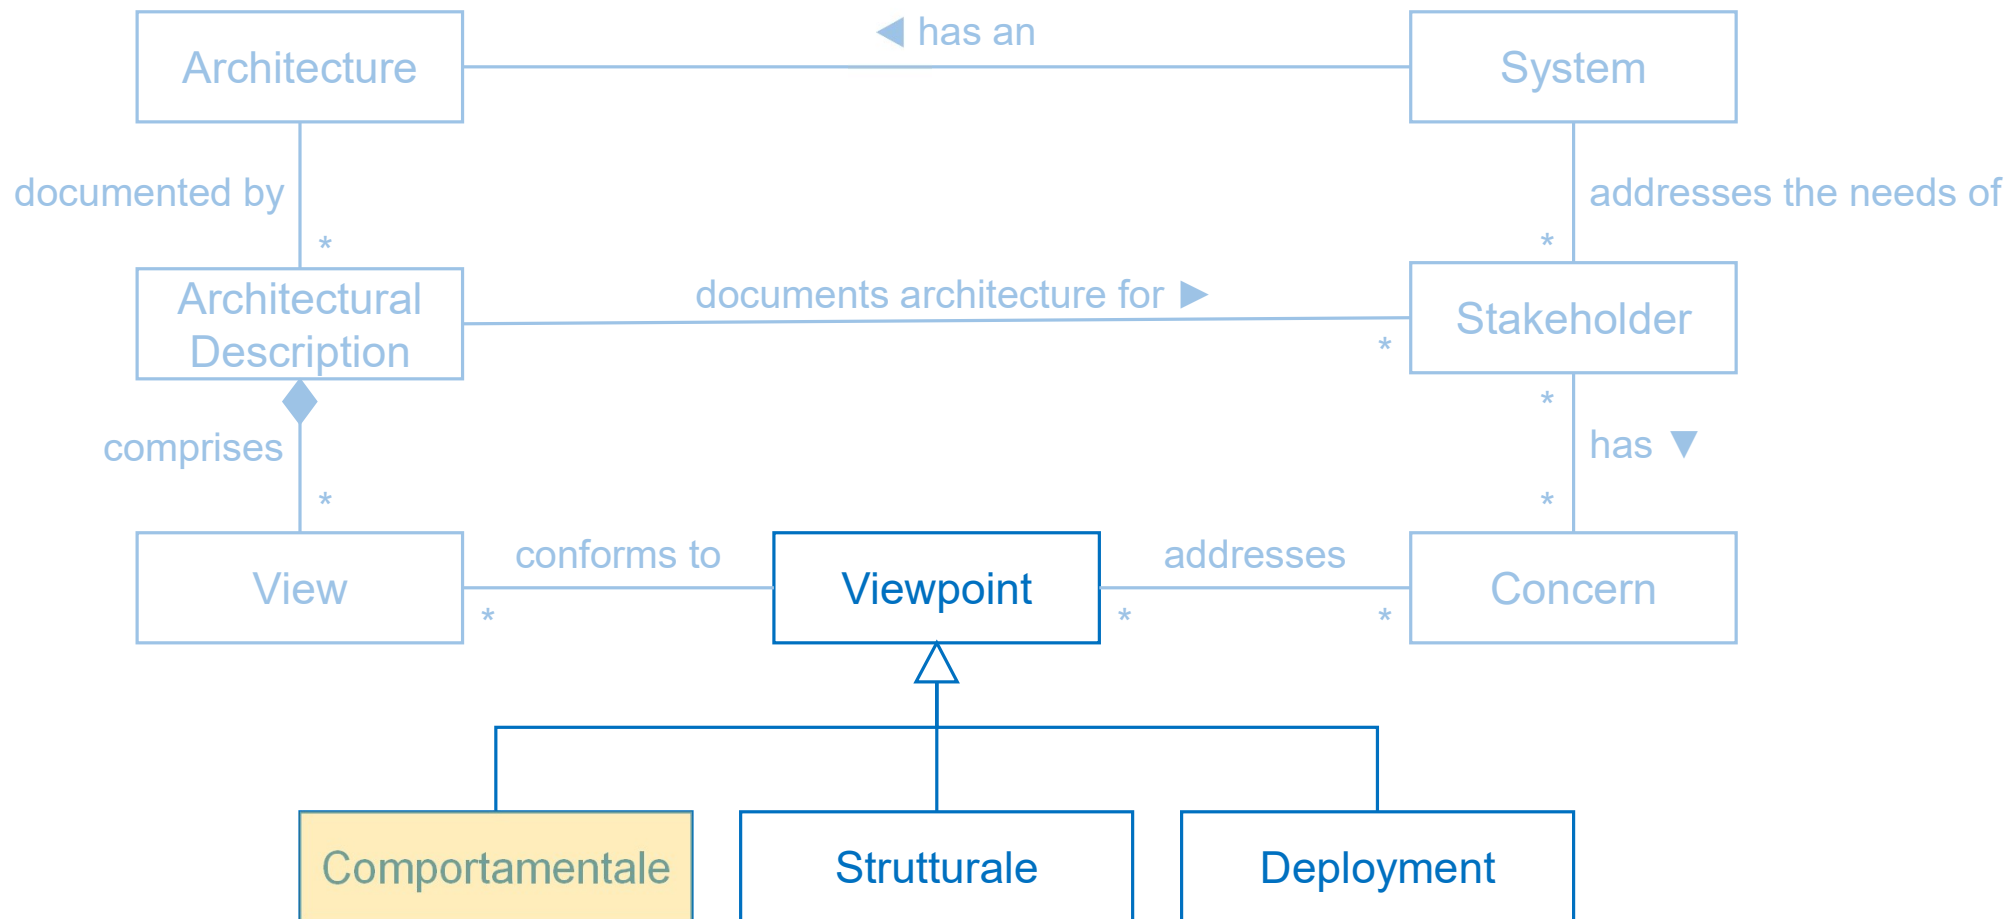 ◄ has an
Architecture
System
documented by
addresses the needs of
*
*
Architectural
Description
documents architecture for ►
Stakeholder
*
*
comprises
has ▼
*
*
View
conforms to
Viewpoint
addresses
Concern
*
*
*
Comportamentale
Strutturale
Deployment